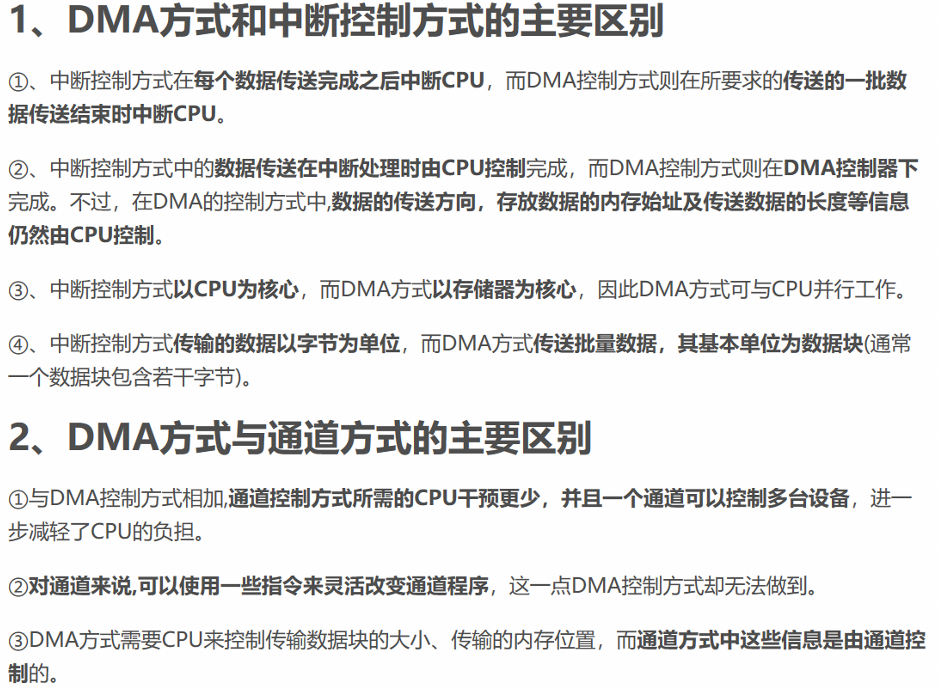 1、DMA方式和中断控制方式的主要区别
①、中断控制方式在每个数据传送完成之后中断CPU，而DMA控制方式则在所要求的传送的一批数
据传送结束时中断CPU。
②、中断控制方式中的数据传送在中断处理时由CPU控制完成，而DMA控制方式则在DMA控制器下
完成。不过，在DMA的控制方式中,数据的传送方向，存放数据的内存始址及传送数据的长度等信息
仍然由CPU控制。
③、中断控制方式以CPU为核心，而DMA方式以存储器为核心，因此DMA方式可与CPU并行工作。
④、中断控制方式传输的数据以字节为单位，而DMA方式传送批量数据，其基本单位为数据块(通常
一个数据块包含若干字节)。
2、DMA方式与通道方式的主要区别
①与DMA控制方式相加,通道控制方式所需的CPU干预更少，并且一个通道可以控制多台设备，进一
步减轻了CPU的负担。
②对通道来说,可以使用一些指令来灵活改变通道程序，这一点DMA控制方式却无法做到。
③DMA方式需要CPU来控制传输数据块的大小、传输的内存位置，而通道方式中这些信息是由通道控
制的。